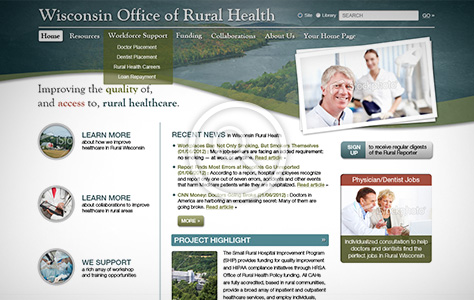 Wisconsin Office of Rural Health
Site Library SEARCH GO
Home Resources Workforce Support Funding Collaborations About Us Your Home Page
Doctor Placement
Dentist Placement
Rural Health Careers
Loan Repayment
Improving the quality of,
and access to, rural healthcare.
LEARN MORE
about how we improve
healthcare in Rural Wisconsin
LEARN MORE
about collaborations to improve
healthcare in rural areas
WE SUPPORT
a rich array of workshop
and training opportunities
RECENT NEWS in Wisconsin Rural Health
Workplaces Bar Not Only Smoking, But Smokers Themselves
(01/06/2012) : More job-seekers are facing an added requirement:
no smoking — at work or anytime. Read article
Report Finds Most Errors at Hospitals Go Unreported
(01/06/2012) : According to a report, hospital employees recognize
and report only one out of seven errors, accidents and other events
that harm Medicare patients while they are hospitalized. Read article
CNN Money: Doctors Going Broke (01/06/2012) : Doctors in
America are harboring an embarrassing secret: Many of them are
going broke. Read article
MORE
PROJECT HIGHLIGHT
The Small Rural Hospital Improvement Program
(SHIP) provides funding for quality improvement
and HIPAA compliance initiatives through HRSA
Office of Rural Health Policy funding. All CAHs
are fully accredited, based in rural communities,
provide a broad array of inpatient and outpatient
healthcare services, and employ individuals,
SIGN UP
to receive regular digests
of the Rural Reporter
Physician/Dentist Jobs
Individualized consultation to help
doctors and dentists find the
perfect jobs in Rural Wisconsin